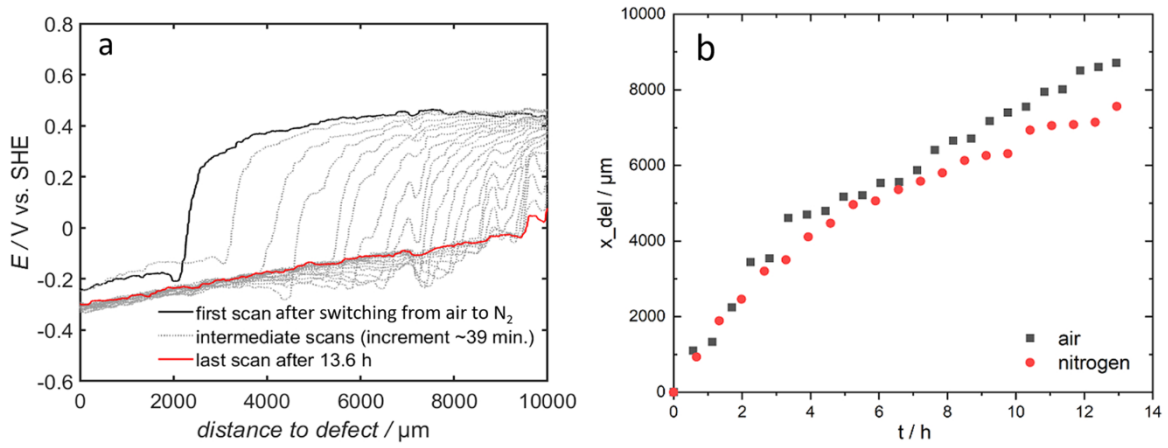 a
0.8
0.6
0.4
0.2
0
-0.2
-0.4
-0.6
E / V vs. SHE
first scan after switching from air to N₂
intermediate scans (increment ~39 min.)
last scan after 13.6 h
0 2000 4000 6000 8000 10000
distance to defect / µm
b
10000
8000
6000
4000
2000
0
x_del / µm
air
nitrogen
0 2 4 6 8 10 12 14
t / h